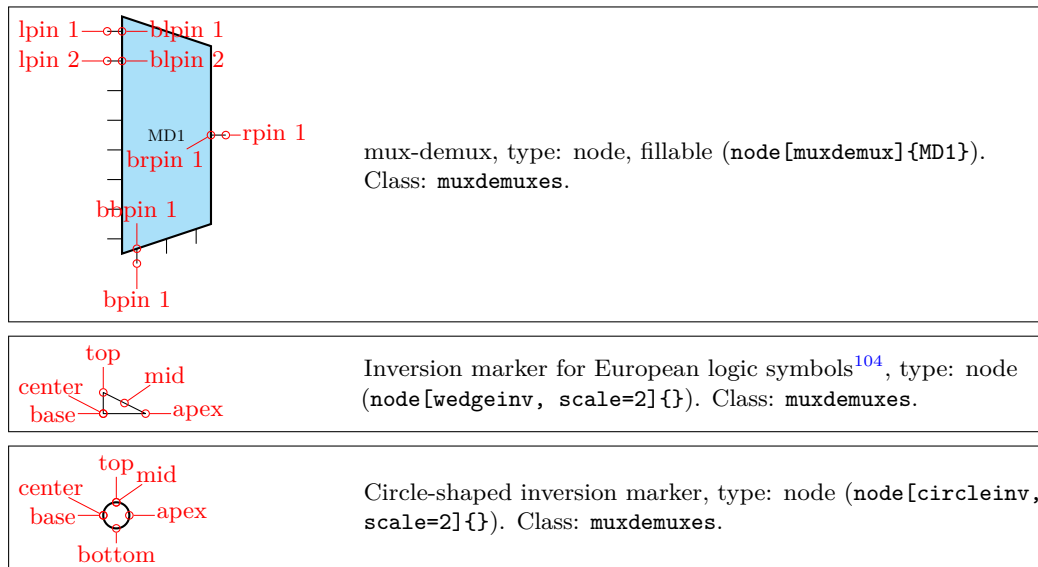 lpin 1 blpin 1
lpin 2 blpin 2
MD1 rpin 1
brpin 1
bbpin 1
bpin 1
mux-demux, type: node, fillable (node[muxdemux]{MD1}).
Class: muxdemuxes.
top
mid
center
base apex
Inversion marker for European logic symbols104, type: node
(node[wedgeinv, scale=2]{}). Class: muxdemuxes.
top
mid
center
base apex
bottom
Circle-shaped inversion marker, type: node (node[circleinv,
scale=2]{}). Class: muxdemuxes.